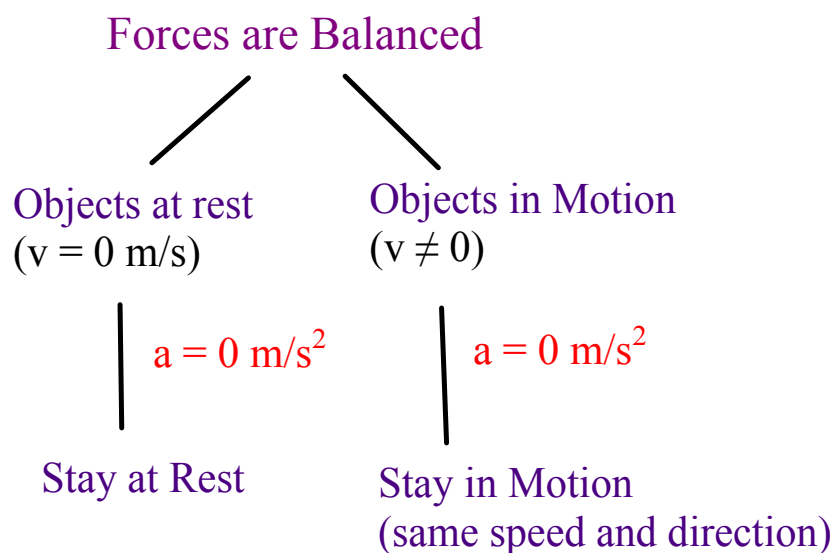 Forces are Balanced
Objects at rest
(v = 0 m/s)
Objects in Motion
(v ≠ 0)
a = 0 m/s²
a = 0 m/s²
Stay at Rest
Stay in Motion
(same speed and direction)